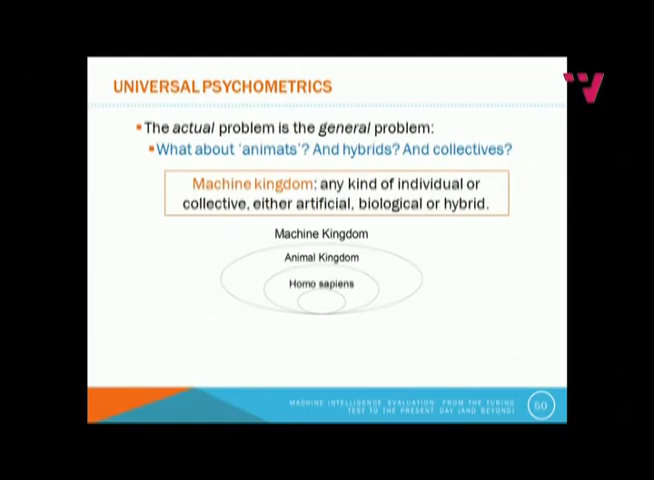 UNIVERSAL PSYCHOMETRICS
The actual problem is the general problem:
What about 'animats'? And hybrids? And collectives?
Machine kingdom: any kind of individual or
collective, either artificial, biological or hybrid.
Machine Kingdom
Animal Kingdom
Homo sapiens
MACHINE INTELLIGENCE EVALUATION: FROM THE TURING
TEST TO THE PRESENT DAY (AND BEYOND)
60